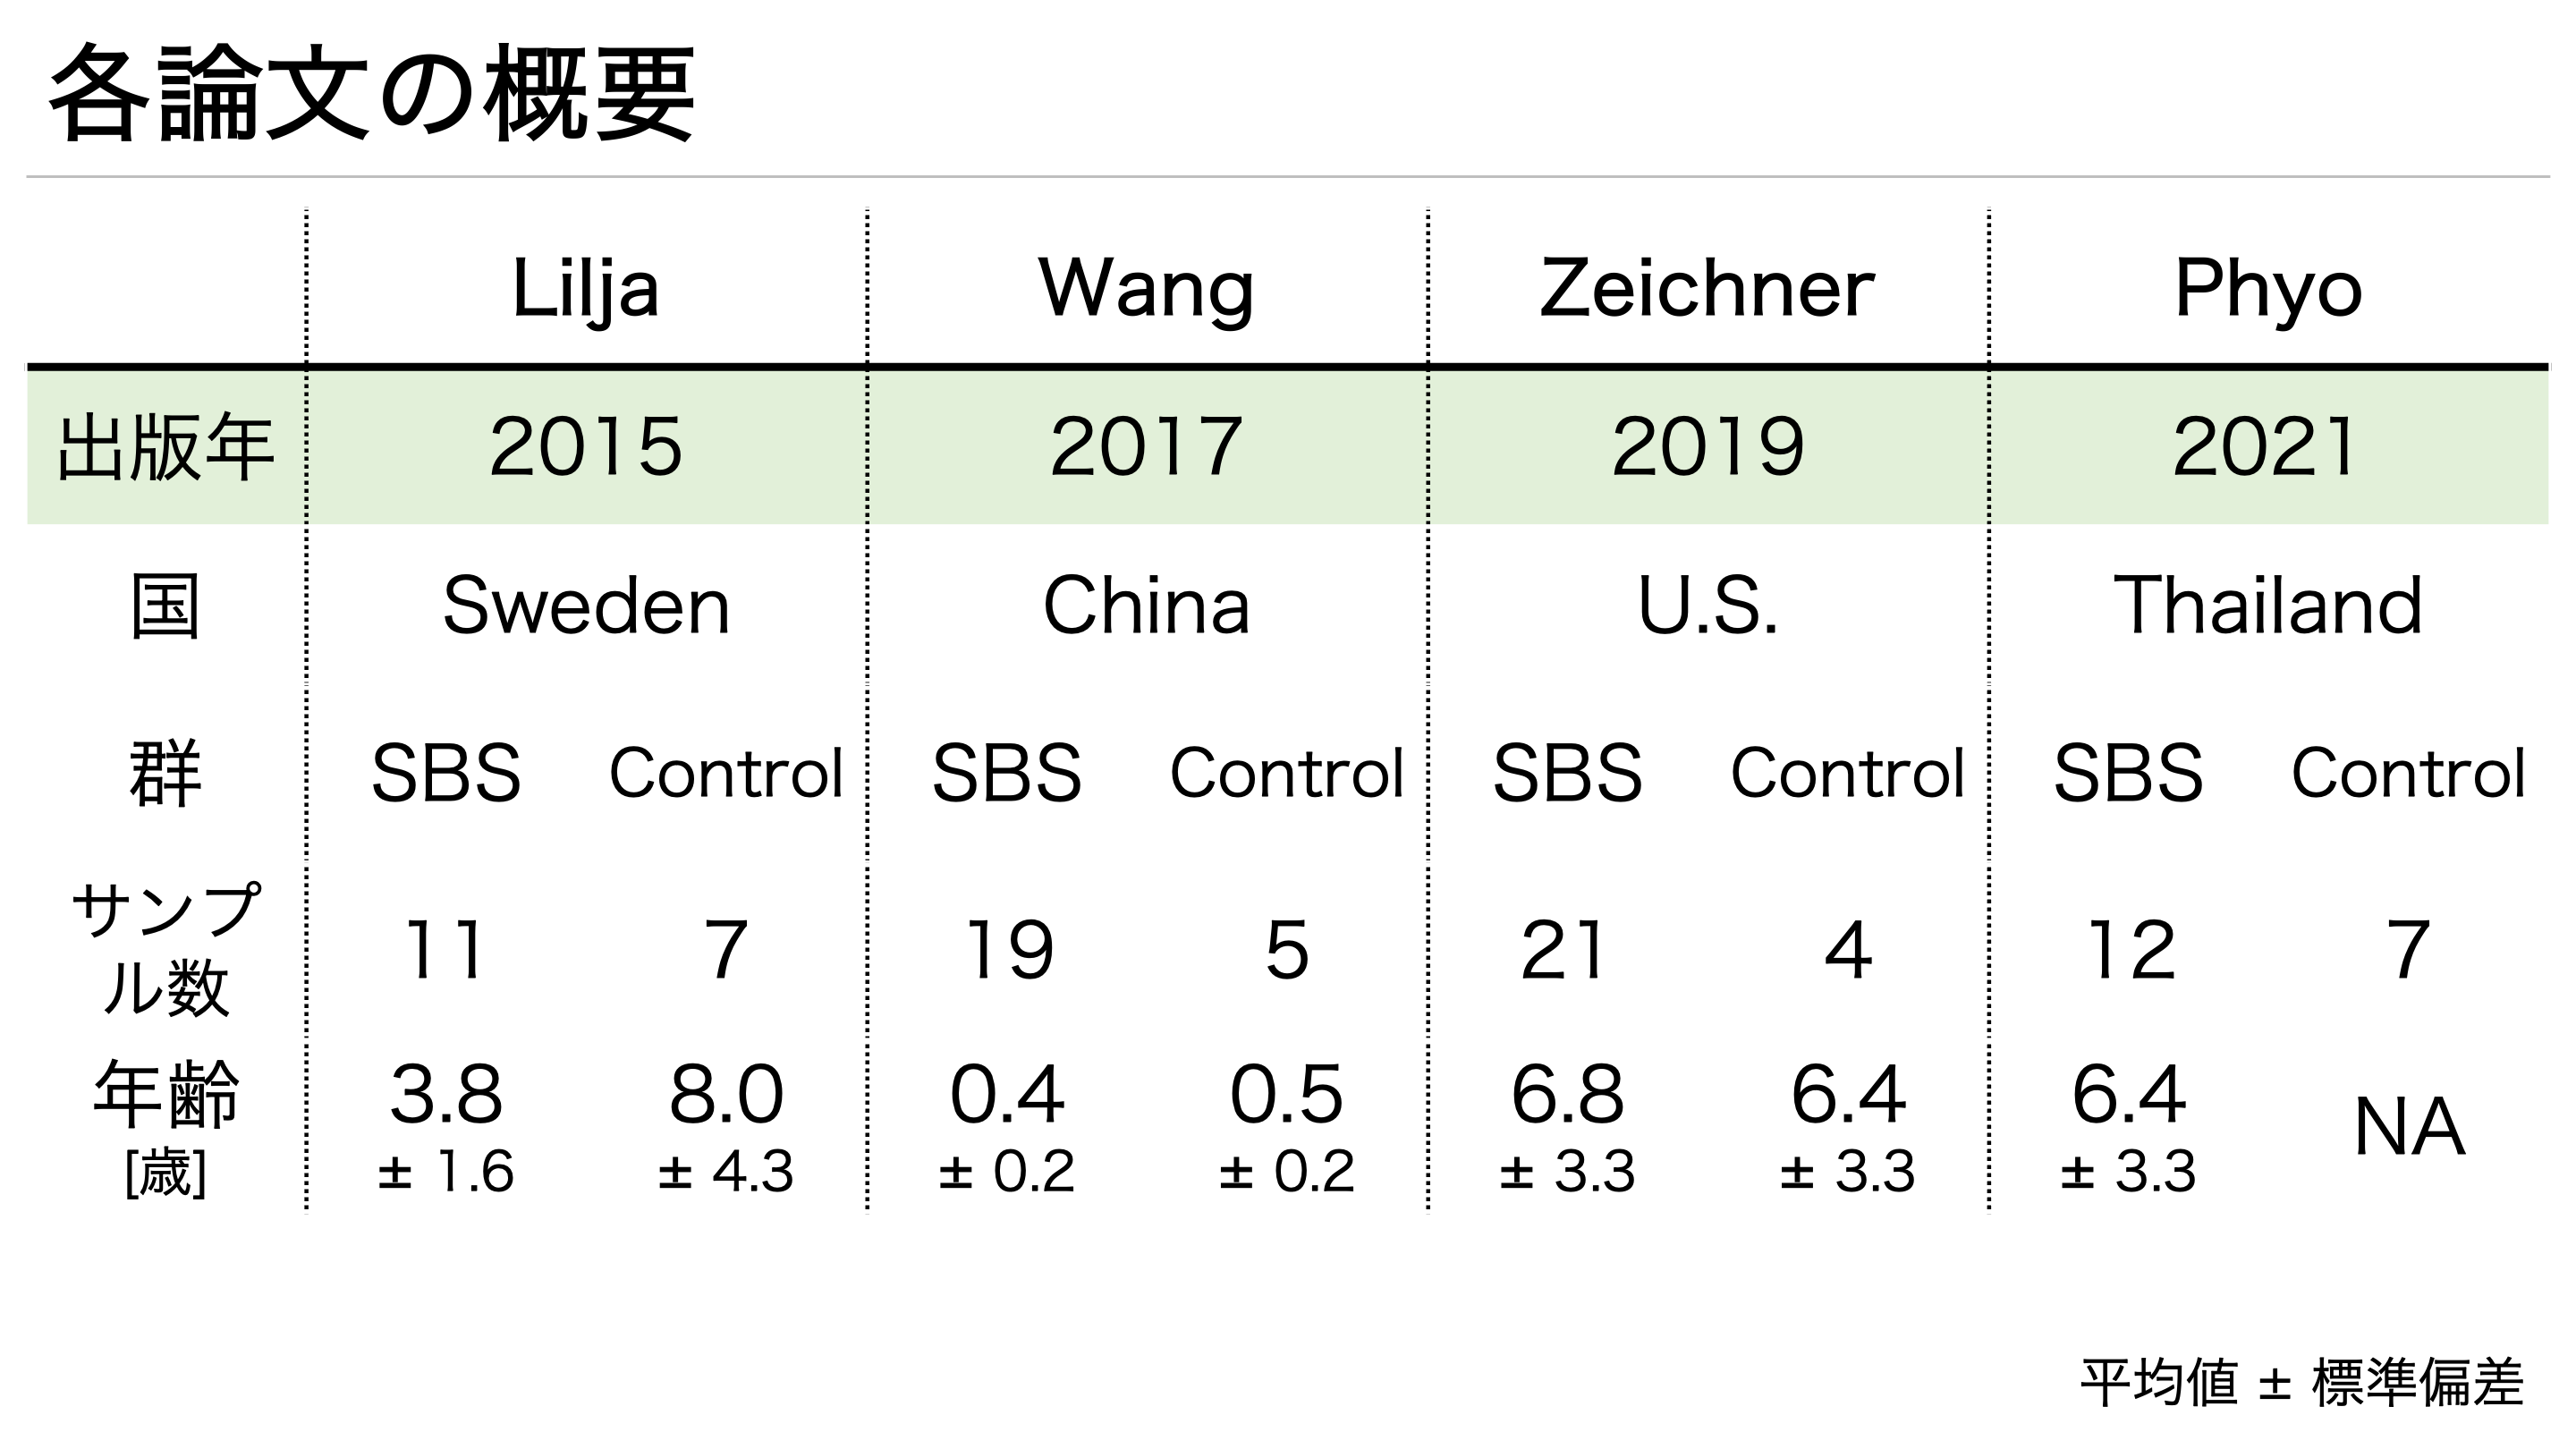 各論文の概要
Lilja Wang Zeichner Phyo
出版年 2015 2017 2019 2021
国 Sweden China U.S. Thailand
群 SBS Control SBS Control SBS Control SBS Control
サンプ
ル数 11 7 19 5 21 4 12 7
年齢 3.8 8.0 0.4 0.5 6.8 6.4 6.4 NA
[歳] ± 1.6 ± 4.3 ± 0.2 ± 0.2 ± 3.3 ± 3.3 ± 3.3
平均値 ± 標準偏差